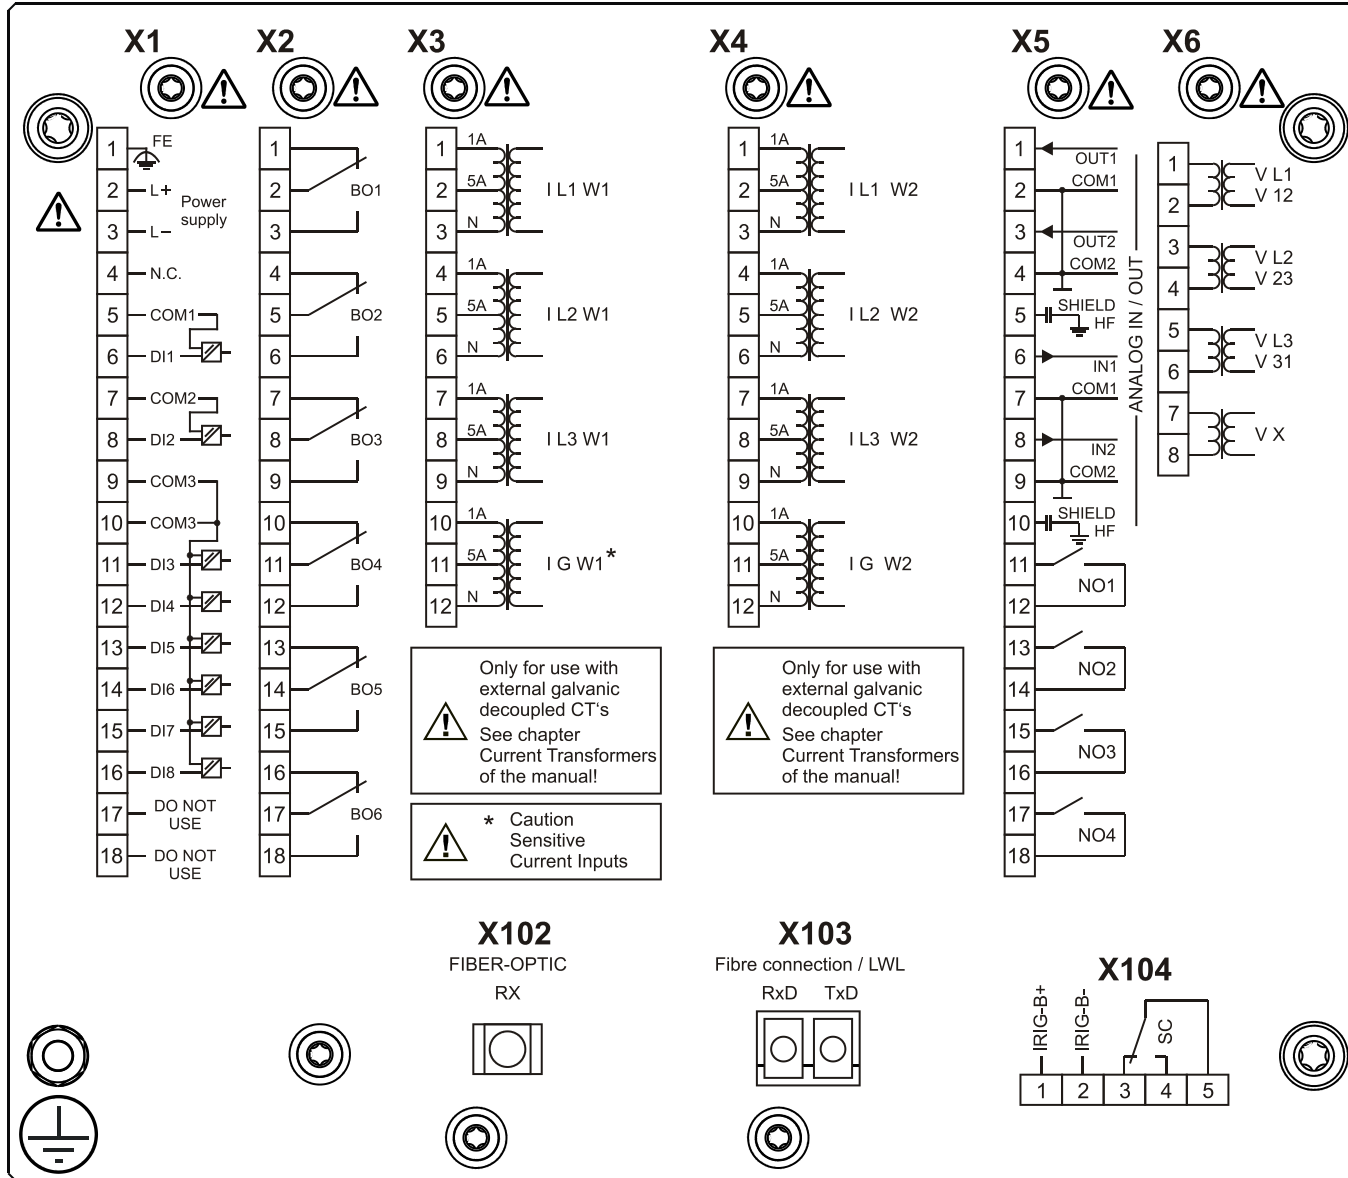 X1
X2
X3
X4
X5
X6
1
FE
2
L+
Power
supply
3
L–
4
N.C.
5
COM1
6
DI1
7
COM2
8
DI2
9
COM3
10
COM3
11
DI3
12
DI4
13
DI5
14
DI6
15
DI7
16
DI8
17
DO NOT
USE
18
DO NOT
USE
1
2
BO1
3
4
5
BO2
6
7
8
BO3
9
10
11
BO4
12
13
14
BO5
15
16
17
BO6
18
1
1A
2
5A
I L1 W1
3
N
4
1A
5
5A
I L2 W1
6
N
7
1A
8
5A
I L3 W1
9
N
10
1A
11
5A
I G W1*
12
N
Only for use with
external galvanic
decoupled CT‘s
See chapter
Current Transformers
of the manual!
* Caution
Sensitive
Current Inputs
1
1A
2
5A
I L1 W2
3
N
4
1A
5
5A
I L2 W2
6
N
7
1A
8
5A
I L3 W2
9
N
10
1A
11
5A
I G W2
12
N
Only for use with
external galvanic
decoupled CT‘s
See chapter
Current Transformers
of the manual!
1
OUT1
2
COM1
3
OUT2
4
COM2
5
SHIELD
HF
6
IN1
7
COM1
8
IN2
9
COM2
10
SHIELD
HF
ANALOG IN / OUT
11
NO1
12
13
NO2
14
15
NO3
16
17
NO4
18
1
V L1
2
V 12
3
V L2
4
V 23
5
V L3
6
V 31
7
V X
8
X102
FIBER-OPTIC
RX
X103
Fibre connection / LWL
RxD TxD
X104
IRIG-B+
IRIG-B-
SC
1 2 3 4 5